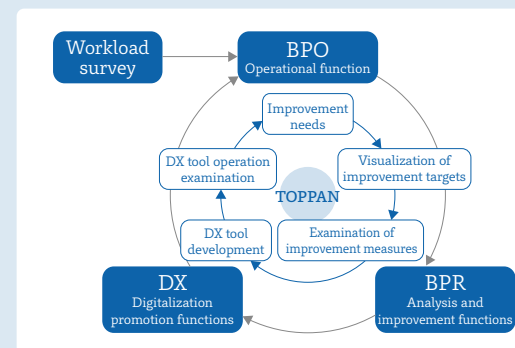 Workload
survey
BPO
Operational function
Improvement
needs
DX tool operation
examination
Visualization of
improvement targets
TOPPAN
DX tool
development
Examination of
improvement measures
DX
Digitalization
promotion functions
BPR
Analysis and
improvement functions